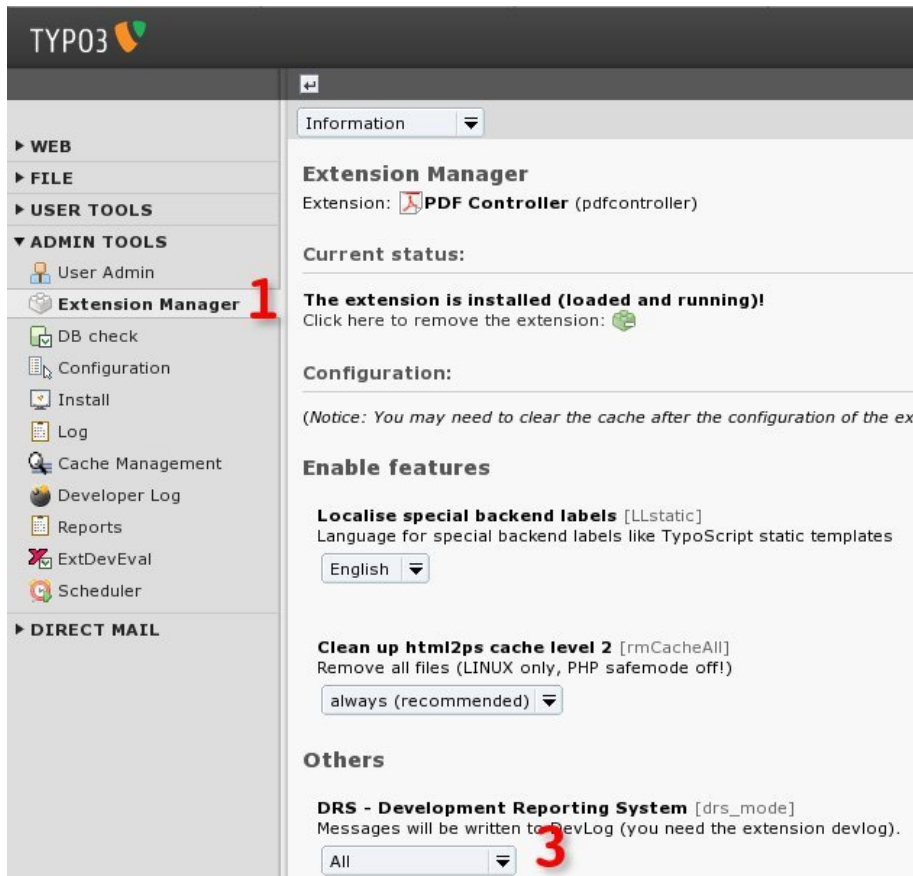 TYPO3
Information
WEB
FILE
USER TOOLS
ADMIN TOOLS
User Admin
Extension Manager 1
DB check
Configuration
Install
Log
Cache Management
Developer Log
Reports
ExtDevEval
Scheduler
DIRECT MAIL
Extension Manager
Extension: PDF Controller (pdfcontroller)
Current status:
The extension is installed (loaded and running)!
Click here to remove the extension:
Configuration:
(Notice: You may need to clear the cache after the configuration of the ex
Enable features
Localise special backend labels [LLstatic]
Language for special backend labels like TypoScript static templates
English
Clean up html2ps cache level 2 [rmCacheAll]
Remove all files (LINUX only, PHP safemode off!)
always (recommended)
Others
DRS - Development Reporting System [drs_mode]
Messages will be written to DevLog (you need the extension devlog).
All 3